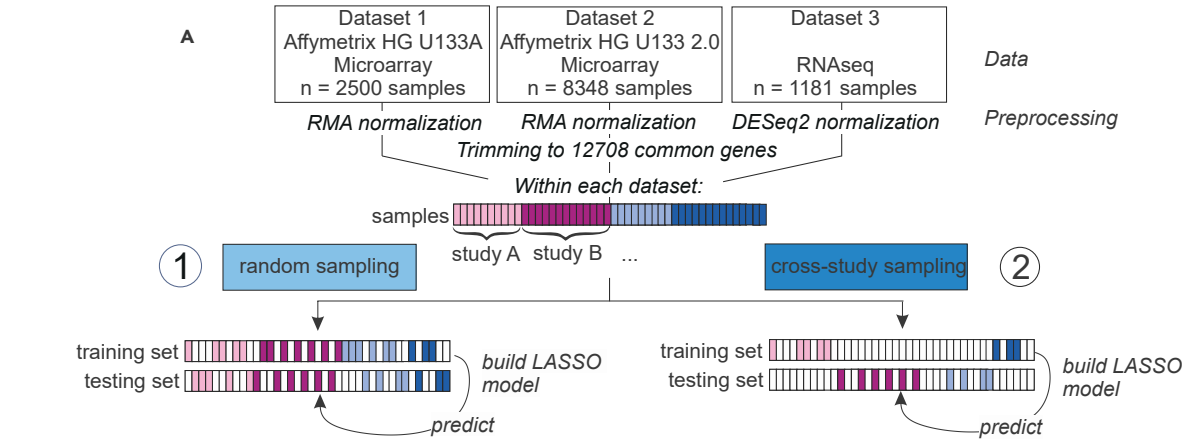 A
Dataset 1
Affymetrix HG U133A
Microarray
n = 2500 samples
Dataset 2
Affymetrix HG U133 2.0
Microarray
n = 8348 samples
Dataset 3
RNAseq
n = 1181 samples
Data
RMA normalization
RMA normalization
DESeq2 normalization
Preprocessing
Trimming to 12708 common genes
Within each dataset:
samples
study A
study B
...
1
random sampling
cross-study sampling
2
training set
testing set
build LASSO
model
predict
training set
testing set
build LASSO
model
predict